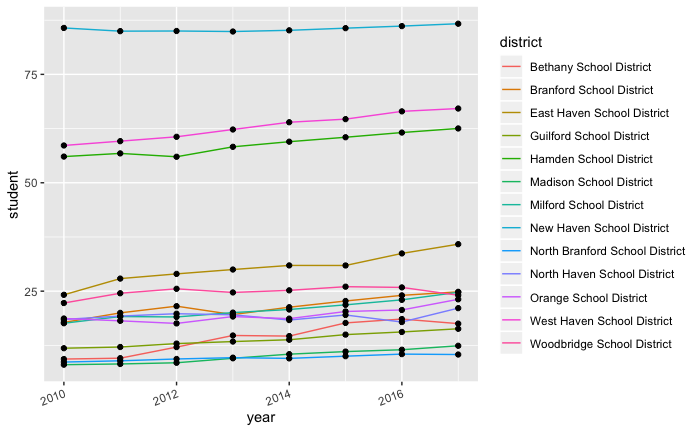 75
50
25
student
2010
2012
2014
2016
year
district
Bethany School District
Branford School District
East Haven School District
Guilford School District
Hamden School District
Madison School District
Milford School District
New Haven School District
North Branford School District
North Haven School District
Orange School District
West Haven School District
Woodbridge School District